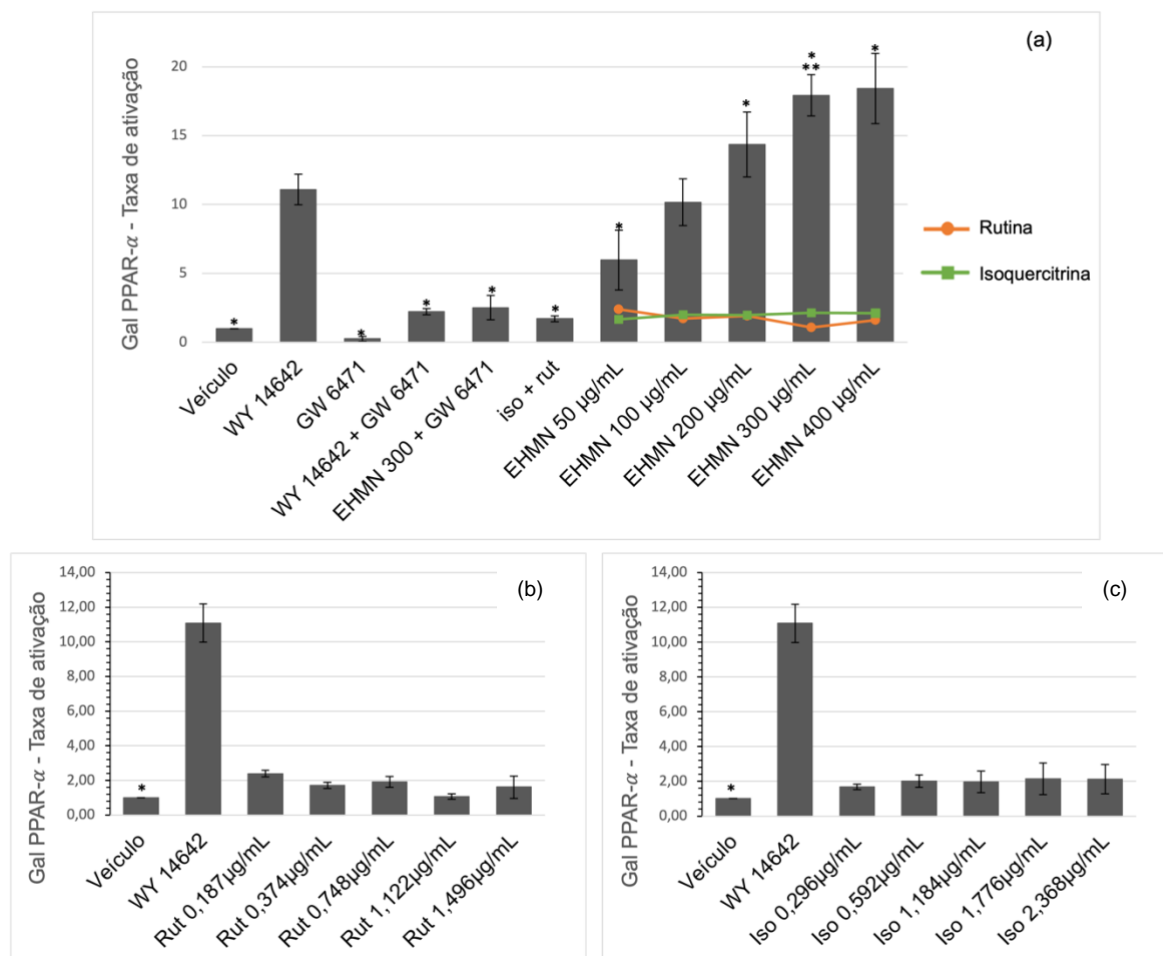 (a)
Gal PPAR-α - Taxa de ativação
20
15
10
5
0
*
*
*
*
*
*
*
*
**
*
Veículo
WY 14642
GW 6471
WY 14642 + GW 6471
EHMN 300 + GW 6471
iso + rut
EHMN 50 µg/mL
EHMN 100 µg/mL
EHMN 200 µg/mL
EHMN 300 µg/mL
EHMN 400 µg/mL
Rutina
Isoquercitrina
(b)
Gal PPAR-α - Taxa de ativação
14,00
12,00
10,00
8,00
6,00
4,00
2,00
0,00
*
Veículo
WY 14642
Rut 0,187µg/mL
Rut 0,374µg/mL
Rut 0,748µg/mL
Rut 1,122µg/mL
Rut 1,496µg/mL
(c)
Gal PPAR-α - Taxa de ativação
14,00
12,00
10,00
8,00
6,00
4,00
2,00
0,00
*
Veículo
WY 14642
Iso 0,296µg/mL
Iso 0,592µg/mL
Iso 1,184µg/mL
Iso 1,776µg/mL
Iso 2,368µg/mL